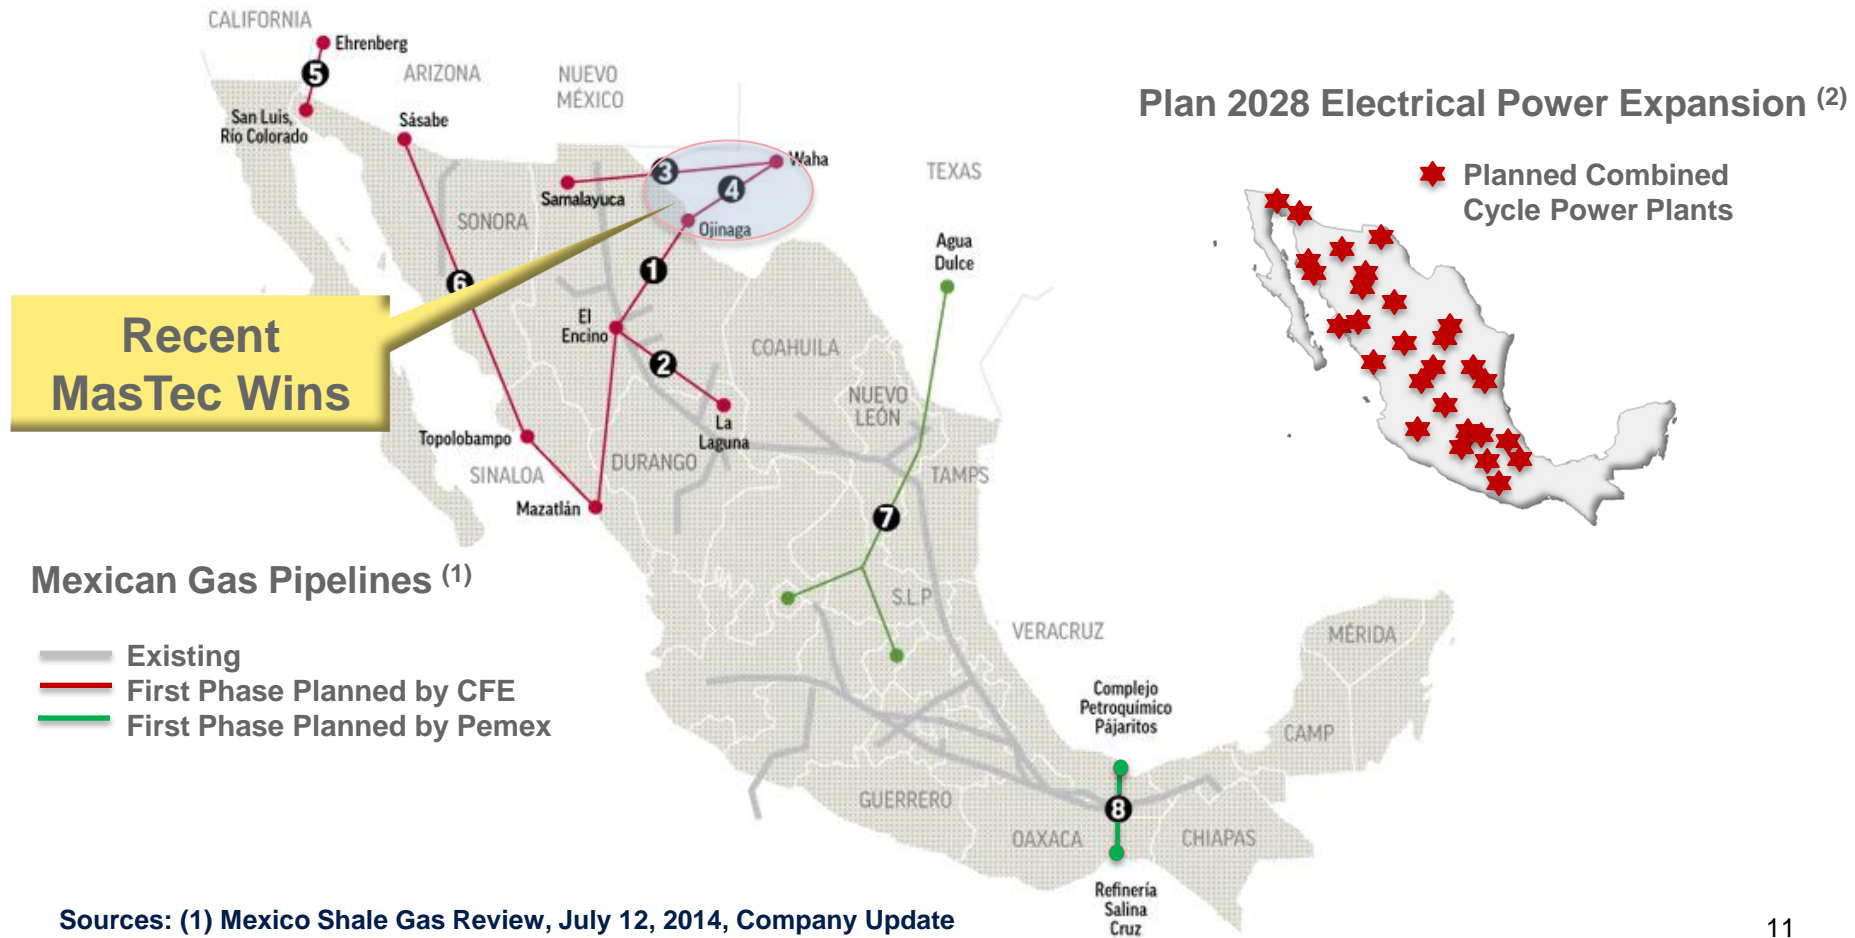 CALIFORNIA
Ehrenberg
5
ARIZONA
NUEVO
MÉXICO
San Luis,
Río Colorado
Sásabe
3
Waha
4
TEXAS
Samalayuca
SONORA
Ojinaga
1
Agua
Dulce
6
El
Encino
2
COAHUILA
NUEVO
LEÓN
La
Laguna
Topolobampo
SINALOA
DURANGO
TAMPS
Mazatlán
7
S.L.P
VERACRUZ
MÉRIDA
Complejo
Petroquímico
Pájaritos
CAMP
GUERRERO
8
OAXACA
CHIAPAS
Refinería
Salina
Cruz
Recent
MasTec Wins
Plan 2028 Electrical Power Expansion (2)
Planned Combined
Cycle Power Plants
Mexican Gas Pipelines (1)
Existing
First Phase Planned by CFE
First Phase Planned by Pemex
Sources: (1) Mexico Shale Gas Review, July 12, 2014, Company Update
11